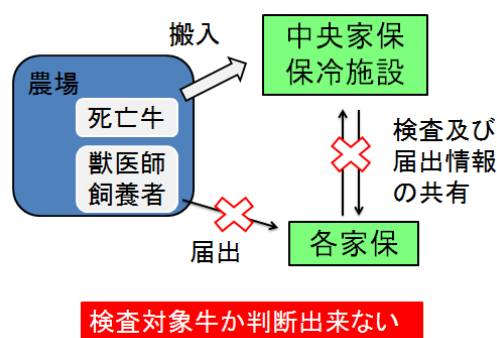 搬入
中央家保
保冷施設
農場
死亡牛
獣医師
飼養者
検査及び
届出情報
の共有
届出
各家保
検査対象牛か判断出来ない